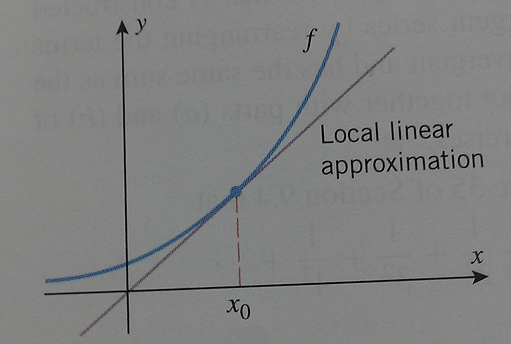 y
f
Local linear
approximation
x
x₀